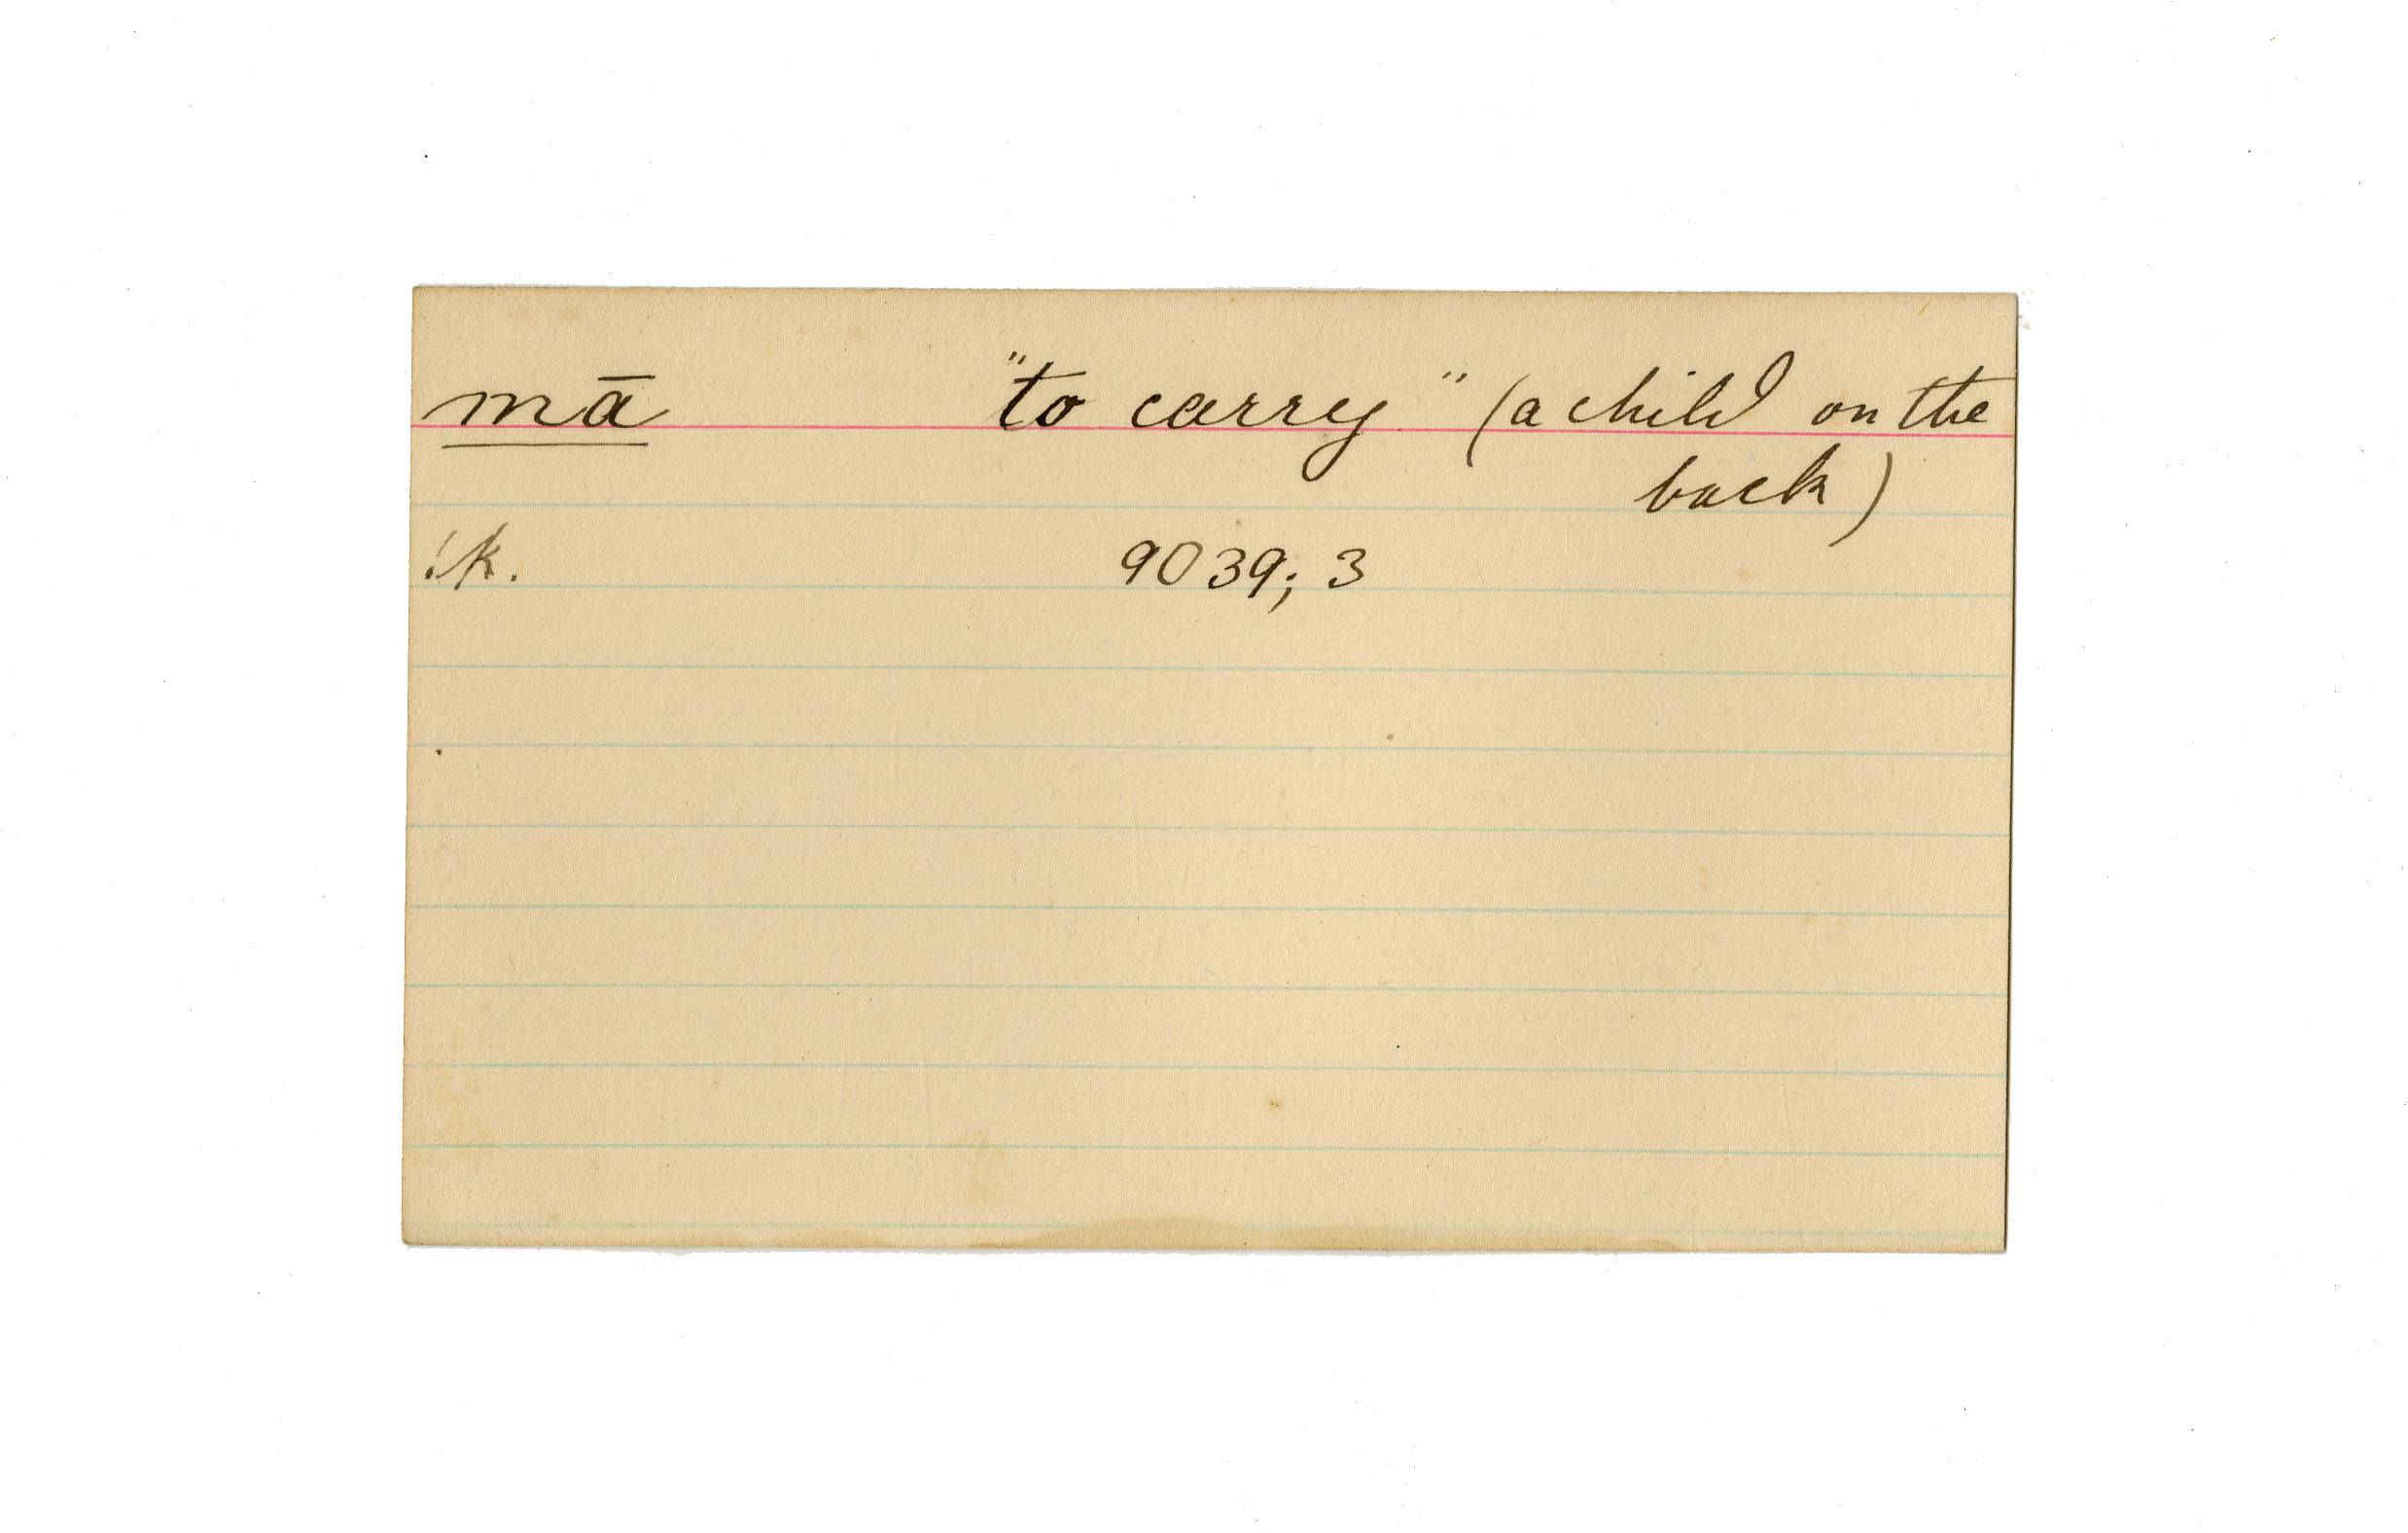 mā "to carry" (a child on the
back)
!k. 9039; 3